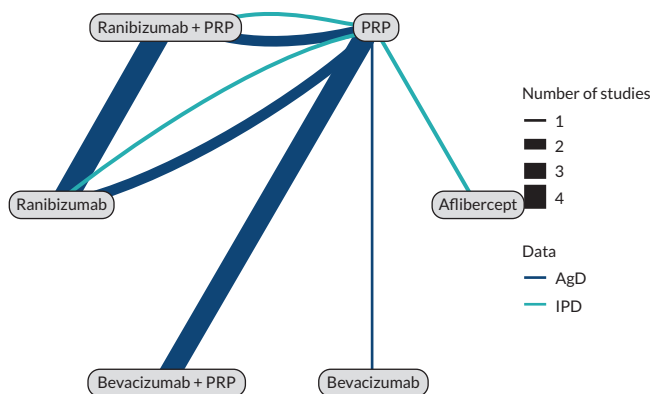 Ranibizumab + PRP
PRP
Ranibizumab
Aflibercept
Bevacizumab + PRP
Bevacizumab
Number of studies
1
2
3
4
Data
AgD
IPD